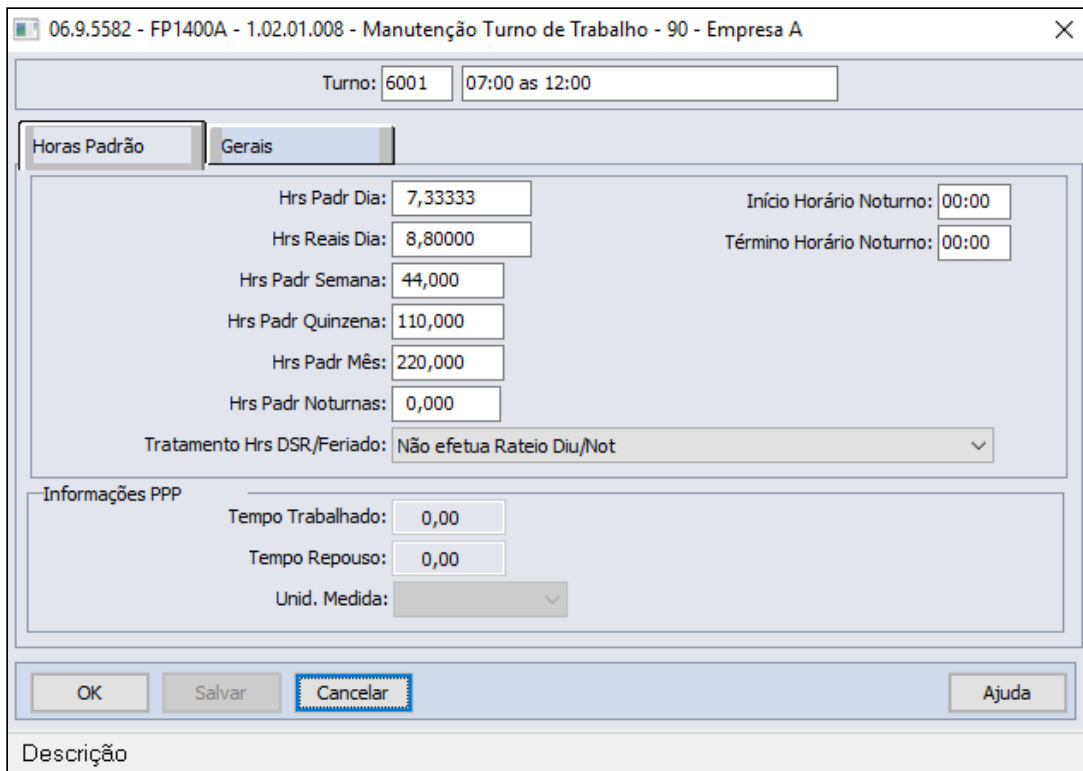 06.9.5582 - FP1400A - 1.02.01.008 - Manutenção Turno de Trabalho - 90 - Empresa A
Turno: 6001 07:00 as 12:00
Horas Padrão Gerais
Hrs Padr Dia: 7,33333 Início Horário Noturno: 00:00
Hrs Reais Dia: 8,80000 Término Horário Noturno: 00:00
Hrs Padr Semana: 44,000
Hrs Padr Quinzena: 110,000
Hrs Padr Mês: 220,000
Hrs Padr Noturnas: 0,000
Tratamento Hrs DSR/Feriado: Não efetua Rateio Diu/Not
Informações PPP
Tempo Trabalhado: 0,00
Tempo Repouso: 0,00
Unid. Medida:
OK Salvar Cancelar Ajuda
Descrição